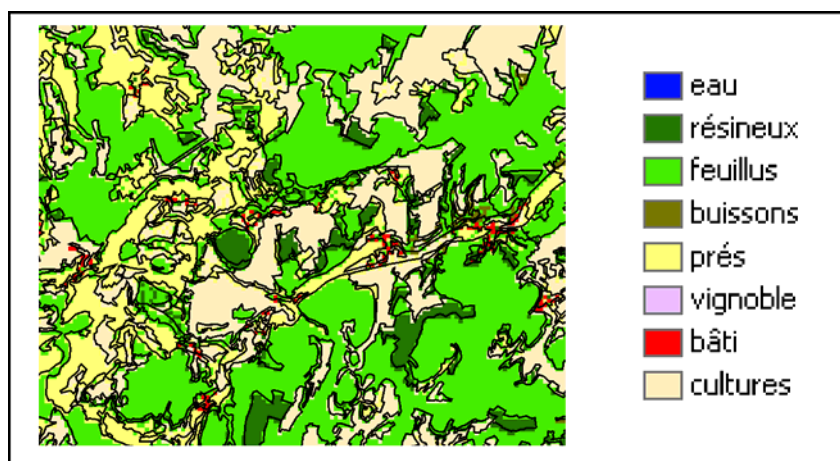 eau
résineux
feuillus
buissons
prés
vignoble
bâti
cultures